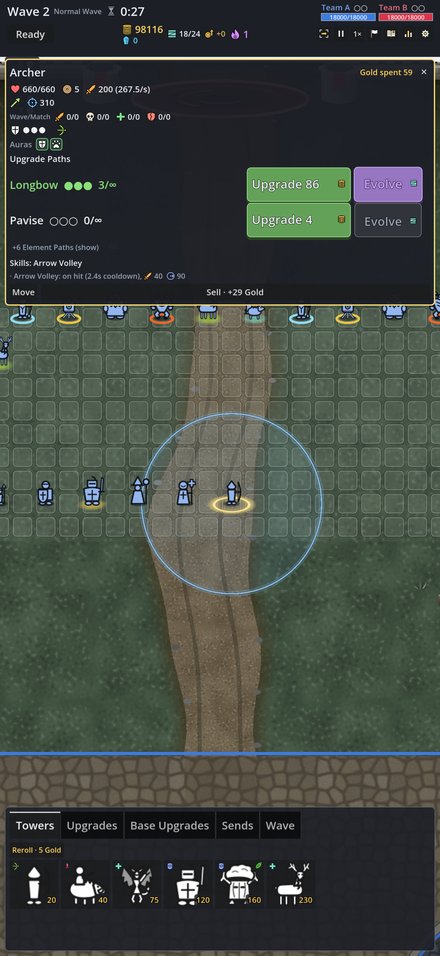 Wave 2 Normal Wave 0:27
Team A Team B
18000/18000 18000/18000
Ready
98116 18/24 +0 1
0
1×
Archer Gold spent 59 ×
660/660 5 200 (267.5/s)
310
Wave/Match 0/0 0/0 0/0 0/0
Auras
Upgrade Paths
Longbow 3/∞ Upgrade 86 Evolve
Pavise 0/∞ Upgrade 4 Evolve
+6 Element Paths (show)
Skills: Arrow Volley
· Arrow Volley: on hit (2.4s cooldown), 40 90
Move Sell · +29 Gold
Towers Upgrades Base Upgrades Sends Wave
Reroll · 5 Gold
20 40 75 120 160 230